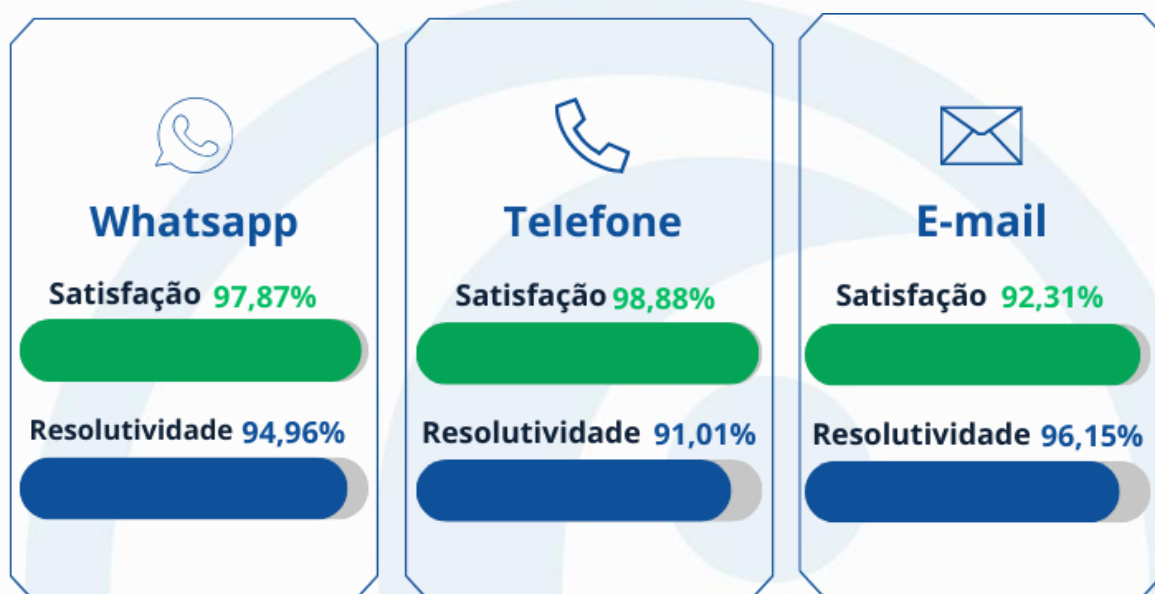 Whatsapp
Satisfação 97,87%
Resolutividade 94,96%
Telefone
Satisfação 98,88%
Resolutividade 91,01%
E-mail
Satisfação 92,31%
Resolutividade 96,15%